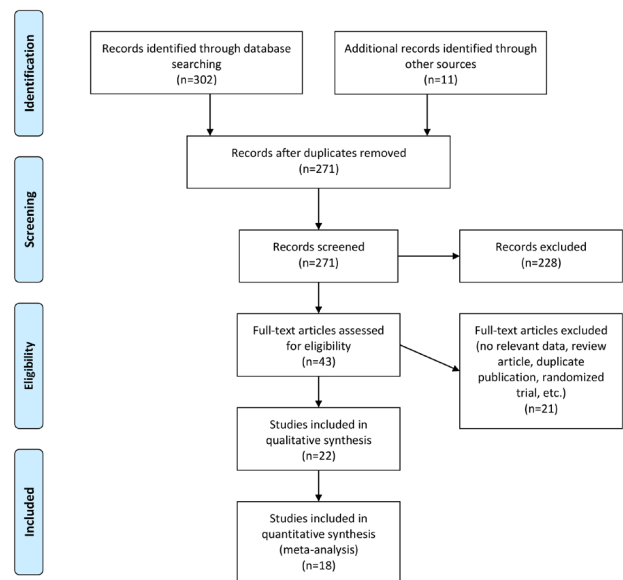 Identification
Records identified through database
searching
(n=302)
Additional records identified through
other sources
(n=11)
Records after duplicates removed
(n=271)
Screening
Records screened
(n=271)
Records excluded
(n=228)
Eligibility
Full-text articles assessed
for eligibility
(n=43)
Full-text articles excluded
(no relevant data, review
article, duplicate
publication, randomized
trial, etc.)
(n=21)
Studies included in
qualitative synthesis
(n=22)
Included
Studies included in
quantitative synthesis
(meta-analysis)
(n=18)